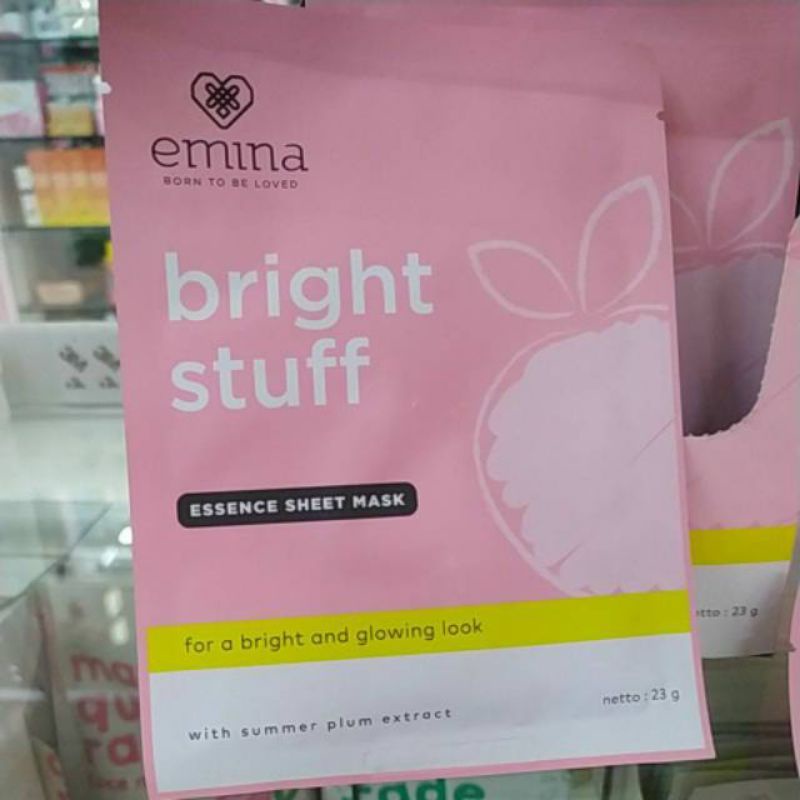 emina
BORN TO BE LOVED
bright
stuff
ESSENCE SHEET MASK
for a bright and glowing look
netto : 23 g
with summer plum extract
netto : 23 g